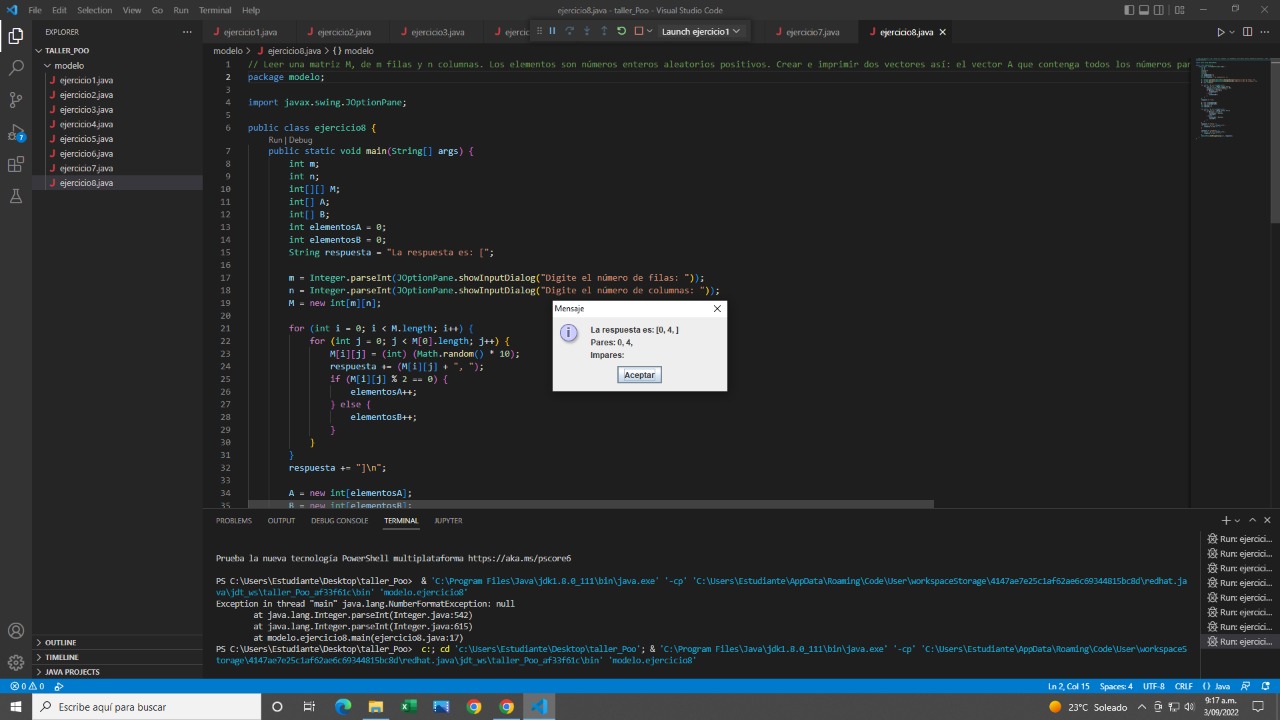 File Edit Selection View Go Run Terminal Help
ejercicio8.java - taller_Poo - Visual Studio Code
EXPLORER
TALLER_POO
modelo
ejercicio1.java
ejercicio2.java
ejercicio3.java
ejercicio4.java
ejercicio5.java
ejercicio6.java
ejercicio7.java
ejercicio8.java
OUTLINE
TIMELINE
JAVA PROJECTS
ejercicio1.java ejercicio2.java ejercicio3.java ejercic Launch ejercicio1 ejercicio7.java ejercicio8.java
modelo > ejercicio8.java > {} modelo
1 // Leer una matriz M, de m filas y n columnas. Los elementos son números enteros aleatorios positivos. Crear e imprimir dos vectores así: el vector A que contenga todos los números par
2 package modelo;
3
4 import javax.swing.JOptionPane;
5
6 public class ejercicio8 {
Run | Debug
7 public static void main(String[] args) {
8 int m;
9 int n;
10 int[][] M;
11 int[] A;
12 int[] B;
13 int elementosA = 0;
14 int elementosB = 0;
15 String respuesta = "La respuesta es: [";
16
17 m = Integer.parseInt(JOptionPane.showInputDialog("Digite el número de filas: "));
18 n = Integer.parseInt(JOptionPane.showInputDialog("Digite el número de columnas: "));
19 M = new int[m][n];
20
21 for (int i = 0; i < M.length; i++) {
22 for (int j = 0; j < M[0].length; j++) {
23 M[i][j] = (int) (Math.random() * 10);
24 respuesta += (M[i][j] + ", ");
25 if (M[i][j] % 2 == 0) {
26 elementosA++;
27 } else {
28 elementosB++;
29 }
30 }
31 }
32 respuesta += "]\n";
33
34 A = new int[elementosA];
35 B = new int[elementosB];
Mensaje
La respuesta es: [0, 4, ]
Pares: 0, 4,
Impares:
Aceptar
PROBLEMS OUTPUT DEBUG CONSOLE TERMINAL JUPYTER
Prueba la nueva tecnología PowerShell multiplataforma https://aka.ms/pscore6
PS C:\Users\Estudiante\Desktop\taller_Poo>  & 'C:\Program Files\Java\jdk1.8.0_111\bin\java.exe' '-cp' 'C:\Users\Estudiante\AppData\Roaming\Code\User\workspaceStorage\4147ae7e25c1af62ae6c69344815bc8d\redhat.ja
va\jdt_ws\taller_Poo_af33f61c\bin' 'modelo.ejercicio8'
Exception in thread "main" java.lang.NumberFormatException: null
at java.lang.Integer.parseInt(Integer.java:542)
at java.lang.Integer.parseInt(Integer.java:615)
at modelo.ejercicio8.main(ejercicio8.java:17)
PS C:\Users\Estudiante\Desktop\taller_Poo>  c:; cd 'c:\Users\Estudiante\Desktop\taller_Poo'; & 'C:\Program Files\Java\jdk1.8.0_111\bin\java.exe' '-cp' 'C:\Users\Estudiante\AppData\Roaming\Code\User\workspaceS
torage\4147ae7e25c1af62ae6c69344815bc8d\redhat.java\jdt_ws\taller_Poo_af33f61c\bin' 'modelo.ejercicio8'
Run: ejercici...
Run: ejercici...
Run: ejercici...
Run: ejercici...
Run: ejercici...
Run: ejercici...
Run: ejercici...
Run: ejercici...
7
0 0
Ln 2, Col 15 Spaces: 4 UTF-8 CRLF {} Java
Escribe aquí para buscar
23°C Soleado
9:17 a.m.
3/09/2022